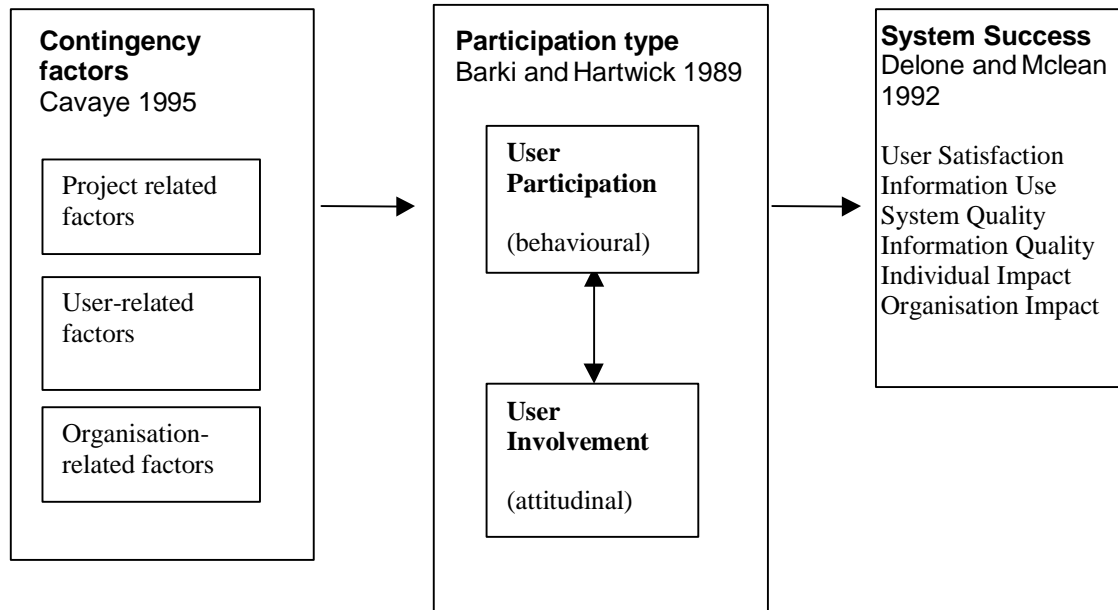 Contingency
factors
Cavaye 1995
Project related
factors
User-related
factors
Organisation-
related factors
Participation type
Barki and Hartwick 1989
User
Participation
(behavioural)
User
Involvement
(attitudinal)
System Success
Delone and Mclean
1992
User Satisfaction
Information Use
System Quality
Information Quality
Individual Impact
Organisation Impact